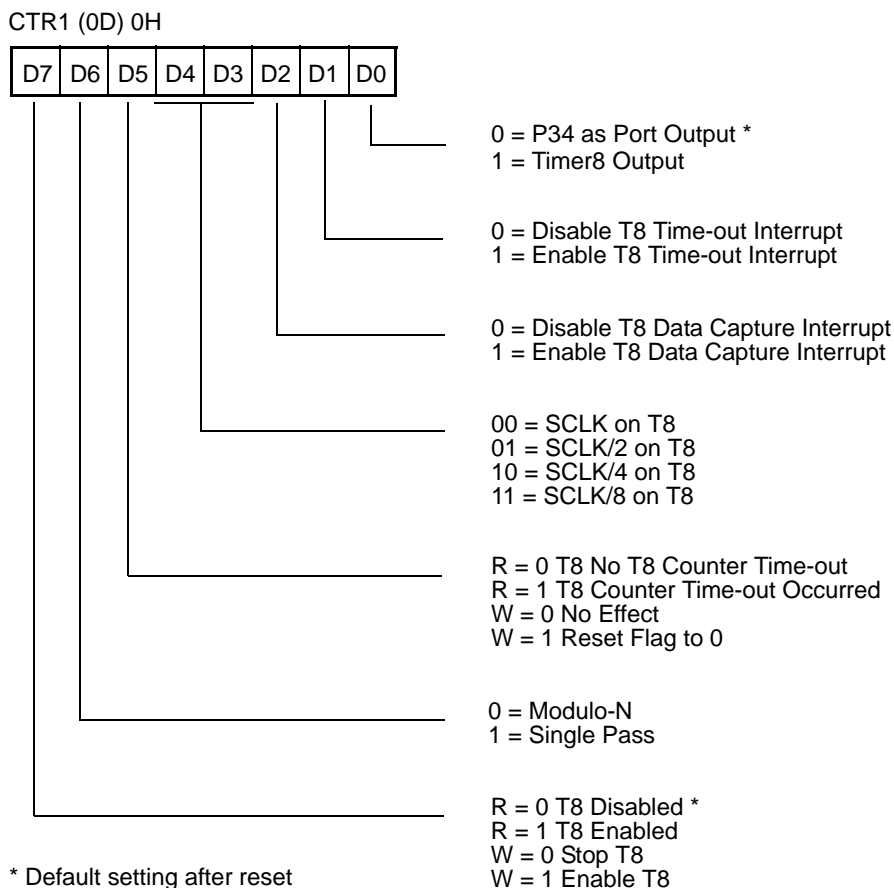 CTR1 (0D) 0H
D7 D6 D5 D4 D3 D2 D1 D0
0 = P34 as Port Output *
1 = Timer8 Output
0 = Disable T8 Time-out Interrupt
1 = Enable T8 Time-out Interrupt
0 = Disable T8 Data Capture Interrupt
1 = Enable T8 Data Capture Interrupt
00 = SCLK on T8
01 = SCLK/2 on T8
10 = SCLK/4 on T8
11 = SCLK/8 on T8
R = 0 T8 No T8 Counter Time-out
R = 1 T8 Counter Time-out Occurred
W = 0 No Effect
W = 1 Reset Flag to 0
0 = Modulo-N
1 = Single Pass
R = 0 T8 Disabled *
R = 1 T8 Enabled
W = 0 Stop T8
W = 1 Enable T8
* Default setting after reset